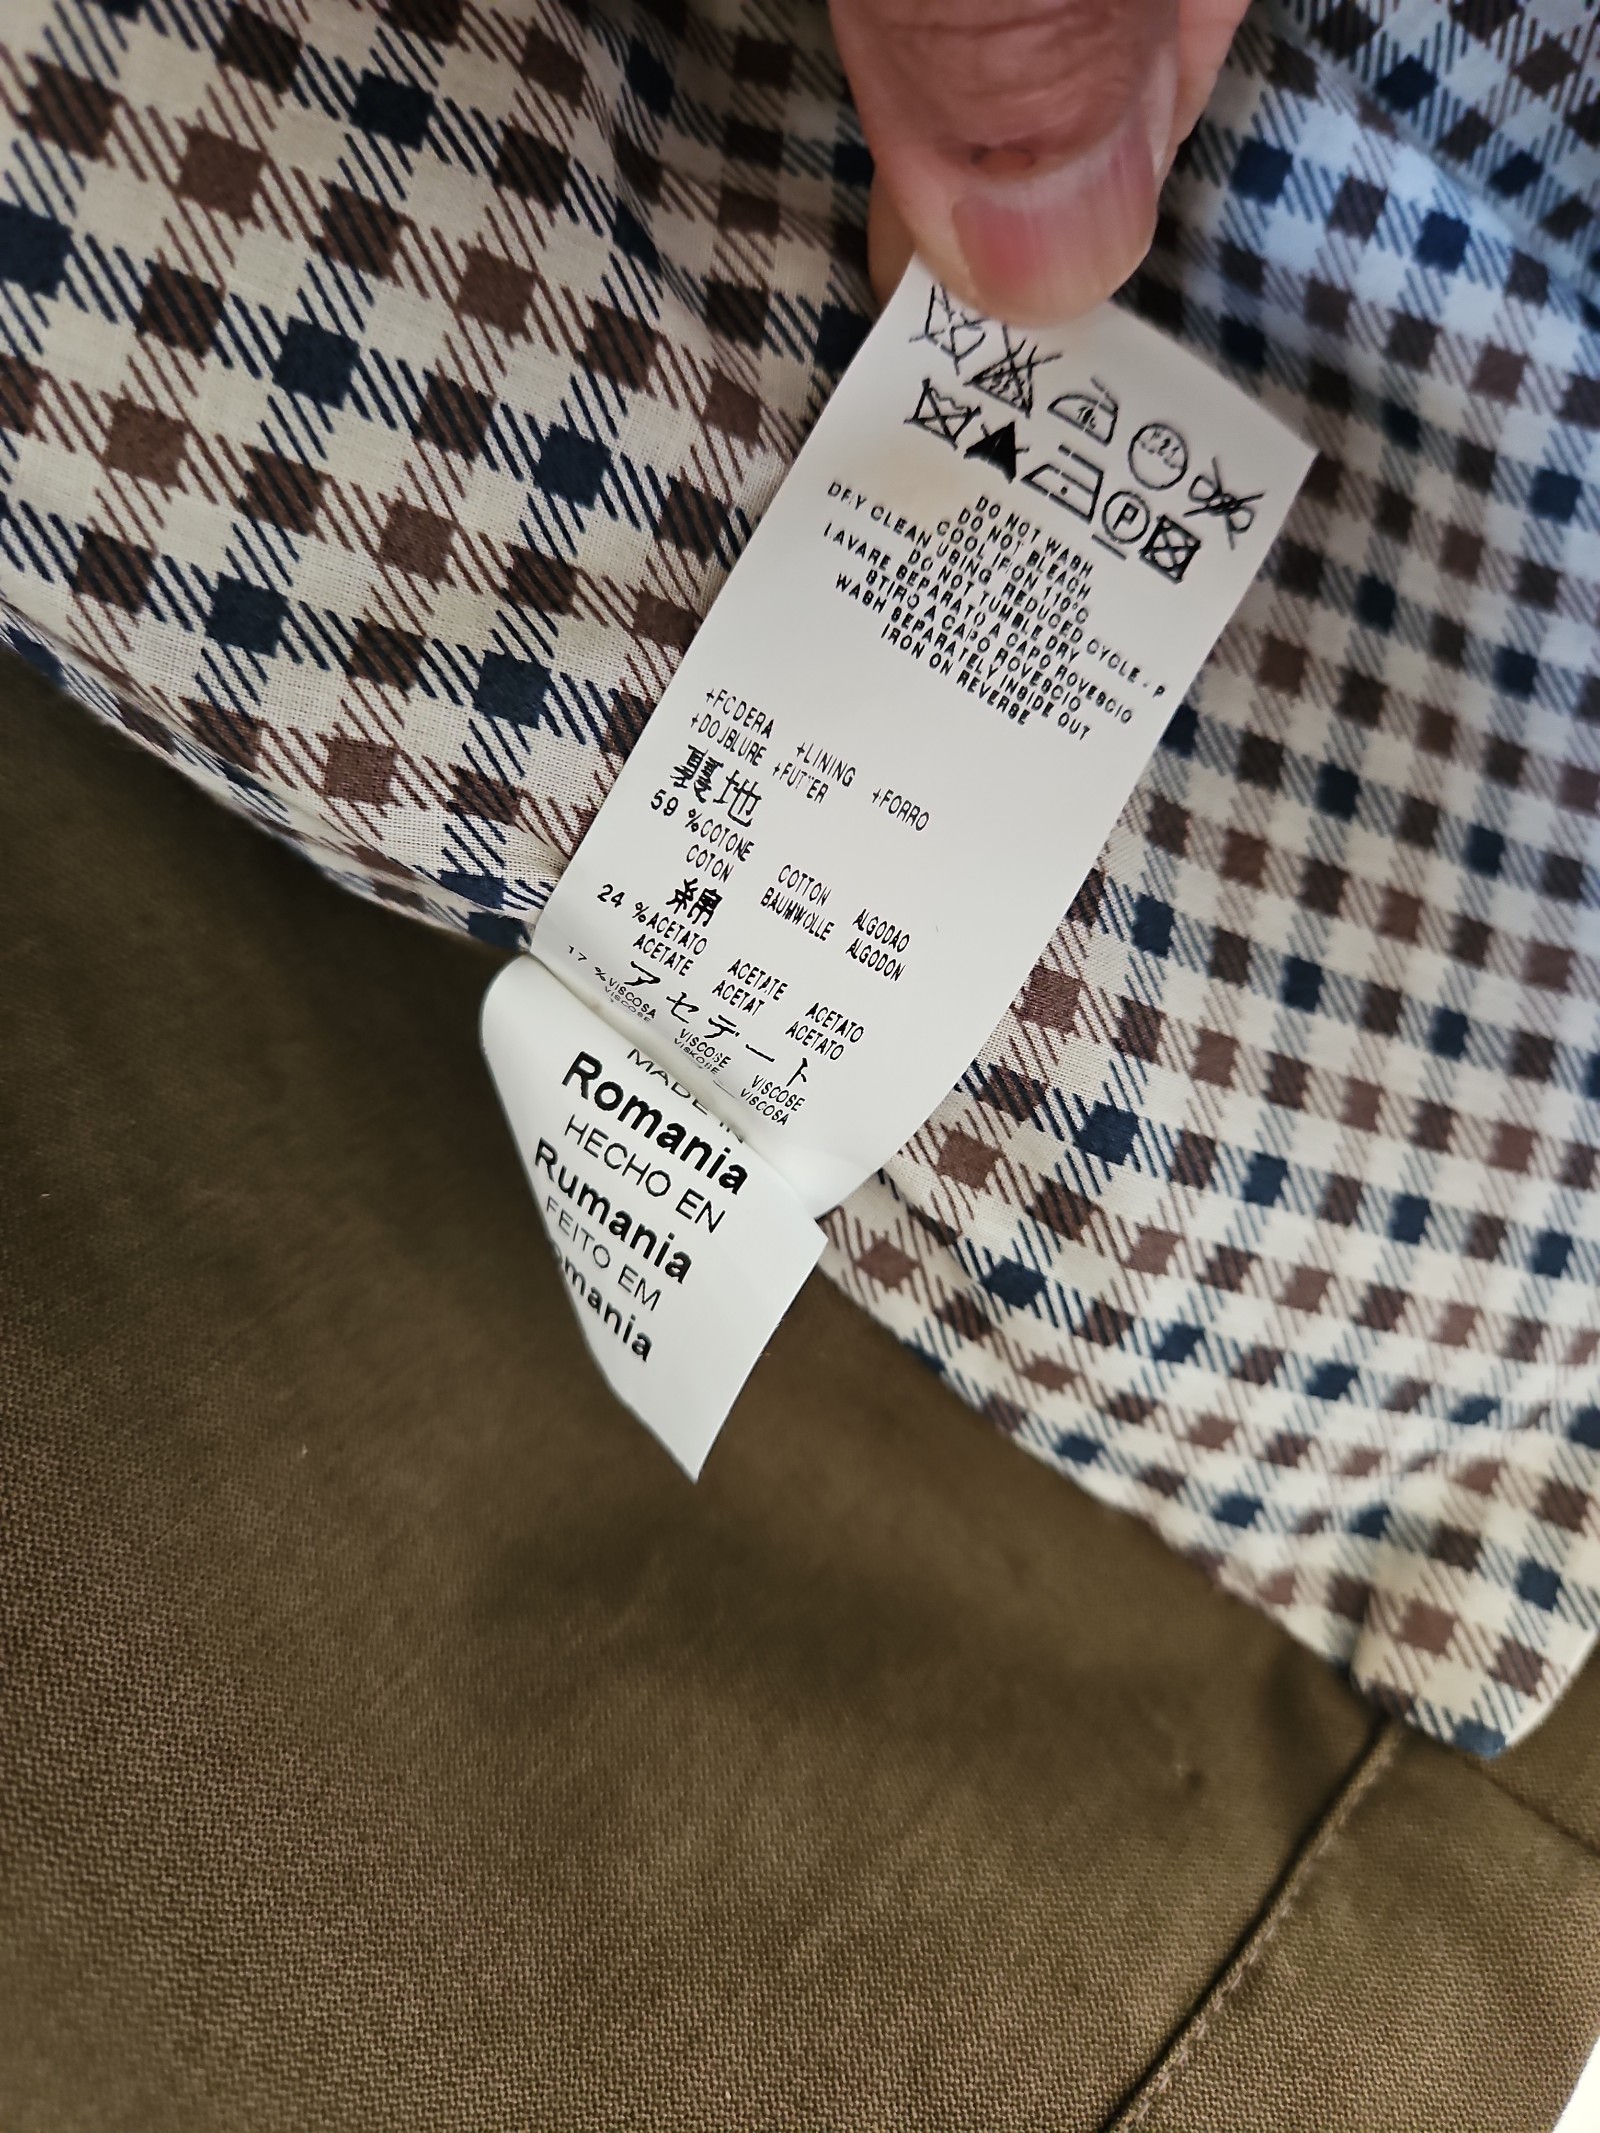 DO NOT WASH
DO NOT BLEACH
COOL IRON 110°C
DRY CLEAN USING REDUCED CYCLE - P
DO NOT TUMBLE DRY
LAVARE SEPARATO A CAPO ROVESCIO
STIRO A CAPO ROVESCIO
WASH SEPARATELY INSIDE OUT
IRON ON REVERSE
+FODERA +LINING +FORRO
+DOUBLURE +FUTTER
裏地
59 %COTONE COTTON ALGODAO
COTON BAUMWOLLE ALGODON
綿
24 %ACETATO ACETATE ACETATO
ACETATE ACETAT ACETATO
アセテート
17 %VISCOSA VISCOSE VISCOSE
VISCOSE VISKOSE VISCOSA
MADE IN
Romania
HECHO EN
Rumania
FEITO EM
omania